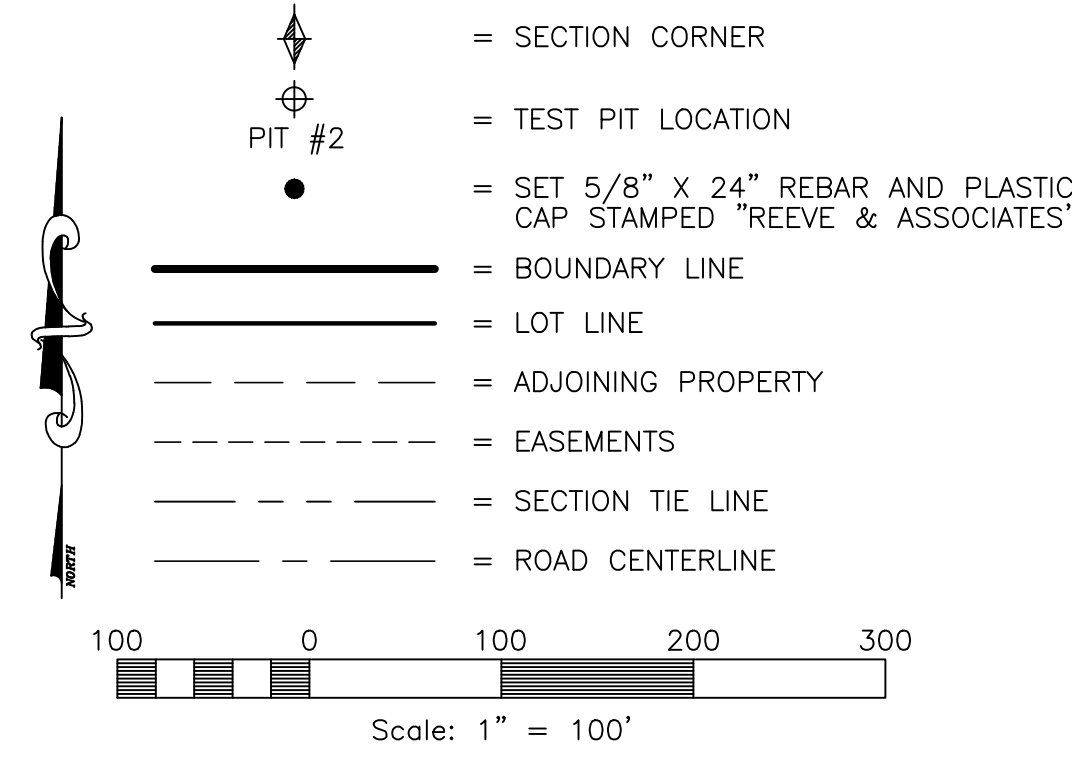 = SECTION CORNER
PIT #2
= TEST PIT LOCATION
= SET 5/8" X 24" REBAR AND PLASTIC
CAP STAMPED "REEVE & ASSOCIATES"
= BOUNDARY LINE
= LOT LINE
= ADJOINING PROPERTY
= EASEMENTS
= SECTION TIE LINE
= ROAD CENTERLINE
NORTH
100 0 100 200 300
Scale: 1" = 100'